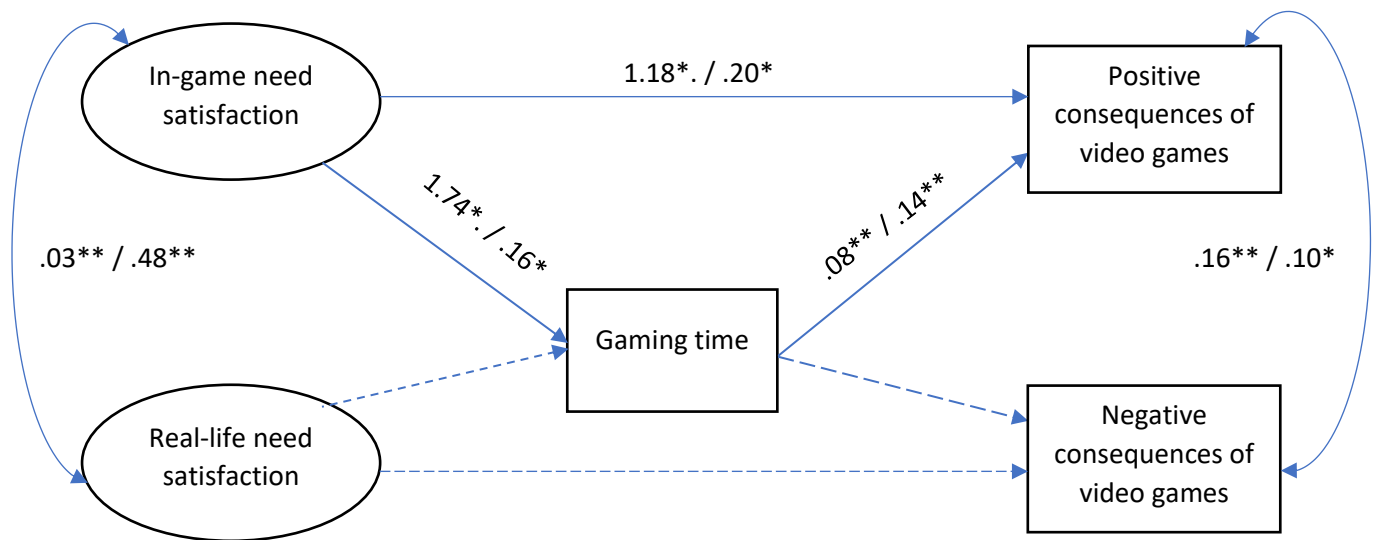 In-game need
satisfaction
1.18*. / .20*
Positive
consequences of
video games
1.74*. / .16*
.08** / .14**
.03** / .48**
.16** / .10*
Gaming time
Real-life need
satisfaction
Negative
consequences of
video games